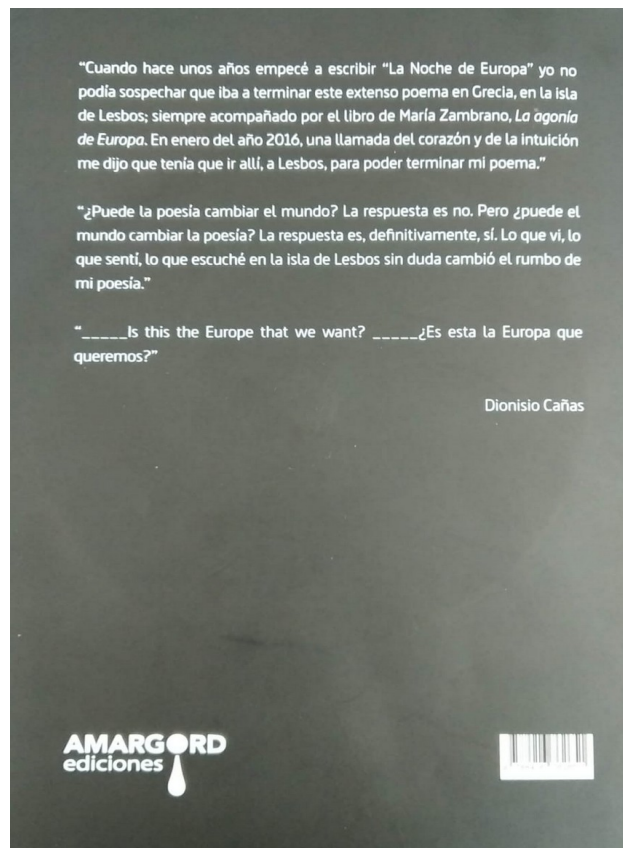 “Cuando hace unos años empecé a escribir “La Noche de Europa” yo no
podía sospechar que iba a terminar este extenso poema en Grecia, en la isla
de Lesbos; siempre acompañado por el libro de María Zambrano, La agonía
de Europa. En enero del año 2016, una llamada del corazón y de la intuición
me dijo que tenía que ir allí, a Lesbos, para poder terminar mi poema.”
“¿Puede la poesía cambiar el mundo? La respuesta es no. Pero ¿puede el
mundo cambiar la poesía? La respuesta es, definitivamente, sí. Lo que vi, lo
que sentí, lo que escuché en la isla de Lesbos sin duda cambió el rumbo de
mi poesía.”
“_____Is this the Europe that we want? _____¿Es esta la Europa que
queremos?”
Dionisio Cañas
AMARGORD
ediciones